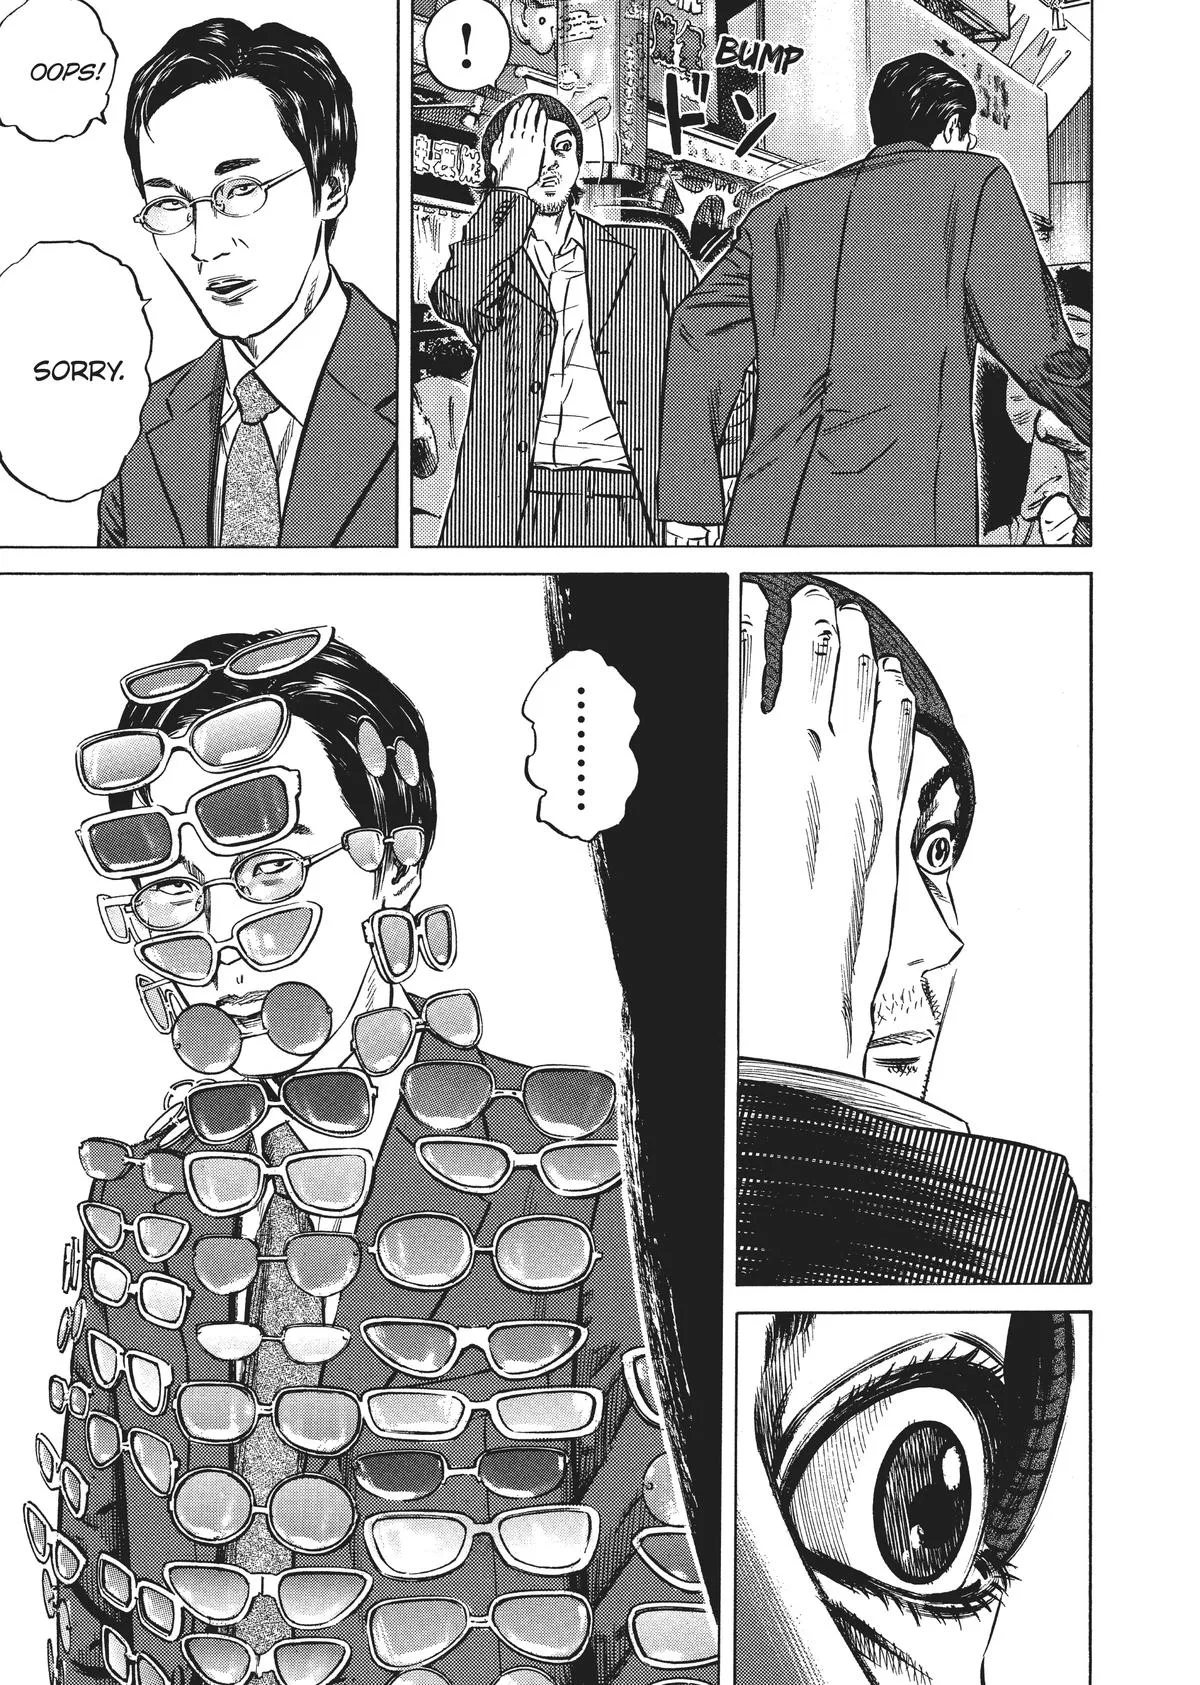 !
BUMP
ドン
OOPS!
SORRY.
.........